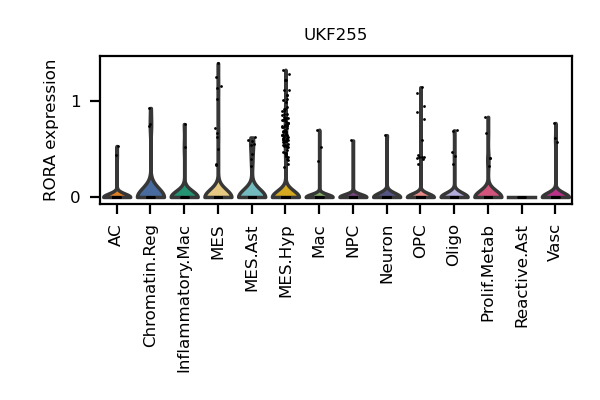 UKF255
RORA expression
1
0
AC
Chromatin.Reg
Inflammatory.Mac
MES
MES.Ast
MES.Hyp
Mac
NPC
Neuron
OPC
Oligo
Prolif.Metab
Reactive.Ast
Vasc